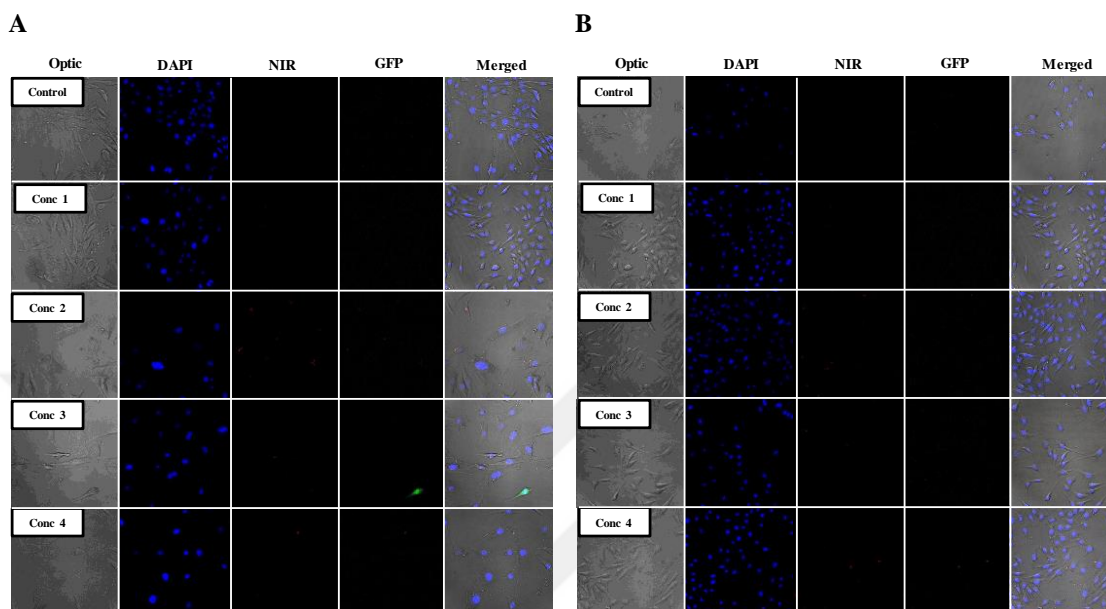 A
Optic DAPI NIR GFP Merged
Control
Conc 1
Conc 2
Conc 3
Conc 4
B
Optic DAPI NIR GFP Merged
Control
Conc 1
Conc 2
Conc 3
Conc 4